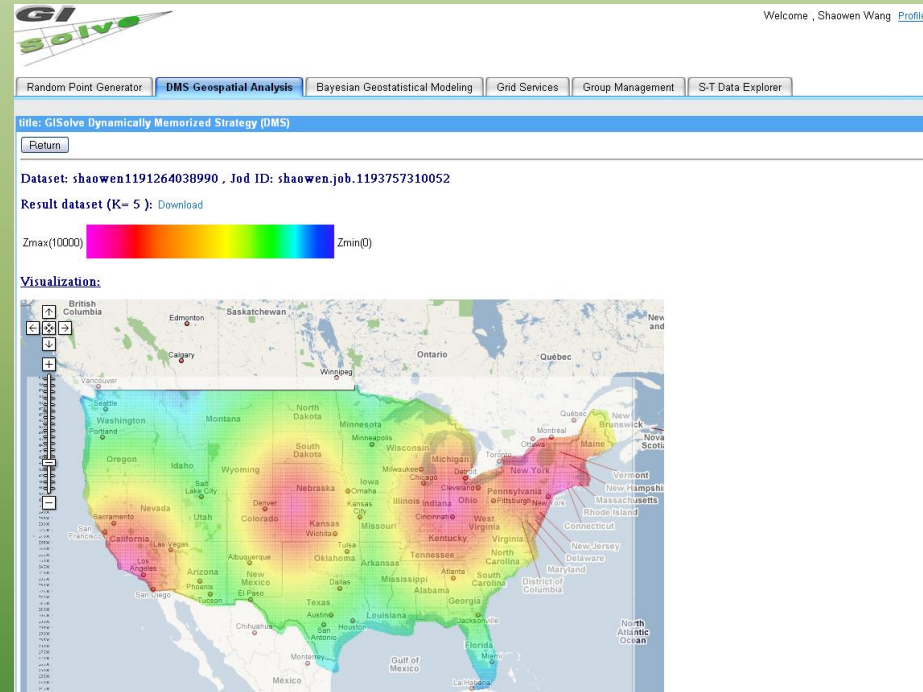 GI
Solve
Welcome , Shaowen Wang Profile
Random Point Generator DMS Geospatial Analysis Bayesian Geostatistical Modeling Grid Services Group Management S-T Data Explorer
title: GISolve Dynamically Memorized Strategy (DMS)
Return
Dataset: shaowen1191264038990 , Jod ID: shaowen.job.1193757310052
Result dataset (K= 5 ): Download
Zmax(10000) Zmin(0)
Visualization:
British
Columbia
Edmonton
Saskatchewan
New
and
Calgary
Ontario
Québec
Winnipeg
Vancouver
Seattle
Washington
Montana
North
Dakota
Minnesota
Québec
New
Brunswick
Portland
Minneapolis
Montréal
Ottawa
Maine
Nova
Scotia
Oregon
Idaho
South
Dakota
Wisconsin
Michigan
Toronto
Wyoming
Milwaukee
Detroit
New York
Vermont
Salt
Lake City
Nebraska
Iowa
Omaha
Chicago
Cleveland
Pennsylvania
New Hampshi
Nevada
Utah
Denver
Colorado
Kansas
City
Illinois
Indiana
Ohio
Pittsburgh
New York
Massachusetts
Rhode Island
Sacramento
San
Francisco
California
Kansas
Missouri
Cincinnati
West
Virginia
Connecticut
Las Vegas
Wichita
Kentucky
Virginia
New Jersey
Los
Angeles
Arizona
Albuquerque
Tulsa
Oklahoma
Arkansas
Tennessee
North
Carolina
Delaware
Maryland
San Diego
Phoenix
Tucson
New
Mexico
El Paso
Dallas
Mississippi
Atlanta
South
Carolina
District of
Columbia
Alabama
Georgia
Texas
Austin
Louisiana
Jacksonville
Chihuahua
San
Antonio
Houston
North
Atlantic
Ocean
Florida
Monterrey
Gulf of
Mexico
Miami
México
La Habana